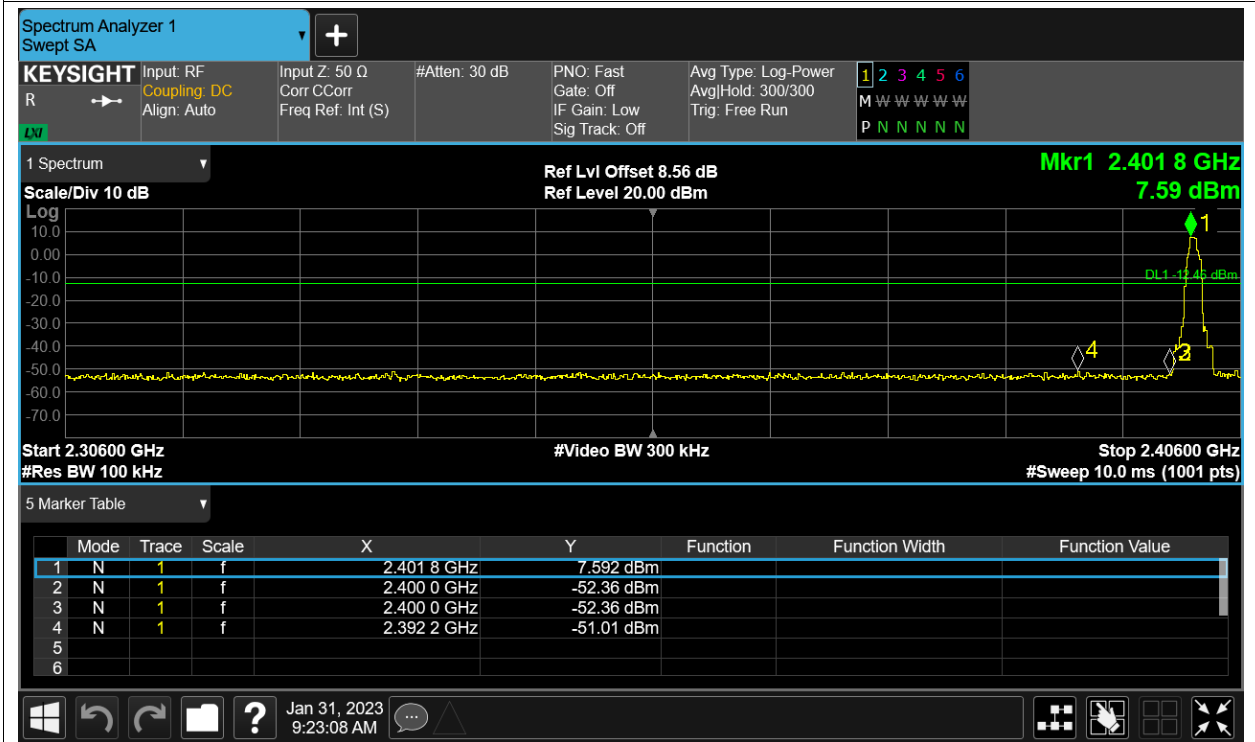 Spectrum Analyzer 1
Swept SA
KEYSIGHT
R
LXI
Input: RF
Coupling: DC
Align: Auto
Input Z: 50 Ω
Corr CCorr
Freq Ref: Int (S)
#Atten: 30 dB
PNO: Fast
Gate: Off
IF Gain: Low
Sig Track: Off
Avg Type: Log-Power
Avg|Hold: 300/300
Trig: Free Run
1 2 3 4 5 6
M W W W W W
P N N N N N
1 Spectrum
Scale/Div 10 dB
Ref Lvl Offset 8.56 dB
Ref Level 20.00 dBm
Mkr1 2.401 8 GHz
7.59 dBm
Log
10.0
0.00
-10.0
-20.0
-30.0
-40.0
-50.0
-60.0
-70.0
1
DL1 -12.45 dBm
4
Start 2.30600 GHz
#Res BW 100 kHz
#Video BW 300 kHz
Stop 2.40600 GHz
#Sweep 10.0 ms (1001 pts)
5 Marker Table
Mode Trace Scale X Y Function Function Width Function Value
1 N 1 f 2.401 8 GHz 7.592 dBm
2 N 1 f 2.400 0 GHz -52.36 dBm
3 N 1 f 2.400 0 GHz -52.36 dBm
4 N 1 f 2.392 2 GHz -51.01 dBm
5
6
?
Jan 31, 2023
9:23:08 AM